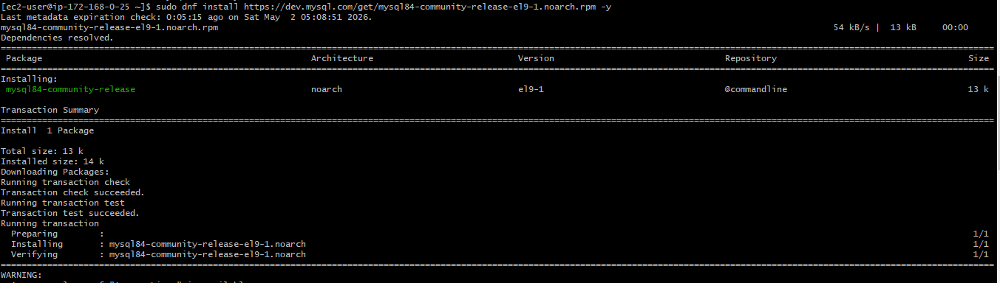 [ec2-user@ip-172-168-0-25 ~]$ sudo dnf install https://dev.mysql.com/get/mysql84-community-release-el9-1.noarch.rpm -y
Last metadata expiration check: 0:05:15 ago on Sat May  2 05:08:51 2026.
mysql84-community-release-el9-1.noarch.rpm 54 kB/s | 13 kB 00:00
Dependencies resolved.
================================================================================
Package Architecture Version Repository Size
================================================================================
Installing:
mysql84-community-release noarch el9-1 @commandline 13 k
Transaction Summary
================================================================================
Install  1 Package
Total size: 13 k
Installed size: 14 k
Downloading Packages:
Running transaction check
Transaction check succeeded.
Running transaction test
Transaction test succeeded.
Running transaction
Preparing : 1/1
Installing : mysql84-community-release-el9-1.noarch 1/1
Verifying : mysql84-community-release-el9-1.noarch 1/1
================================================================================
WARNING: